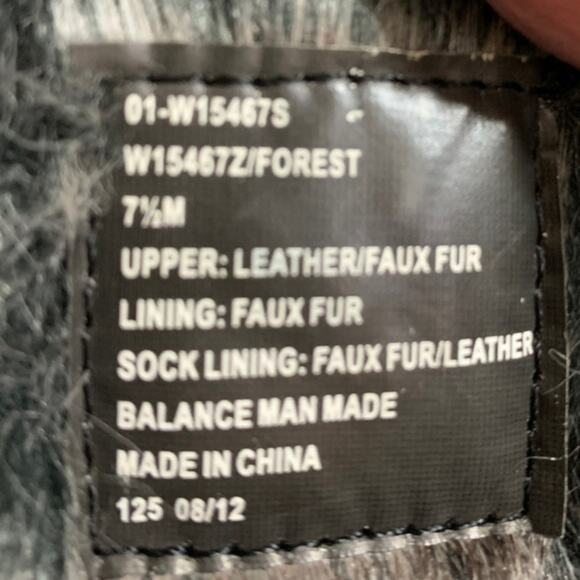 01-W15467S
W15467Z/FOREST
7½M
UPPER: LEATHER/FAUX FUR
LINING: FAUX FUR
SOCK LINING: FAUX FUR/LEATHER
BALANCE MAN MADE
MADE IN CHINA
125 08/12